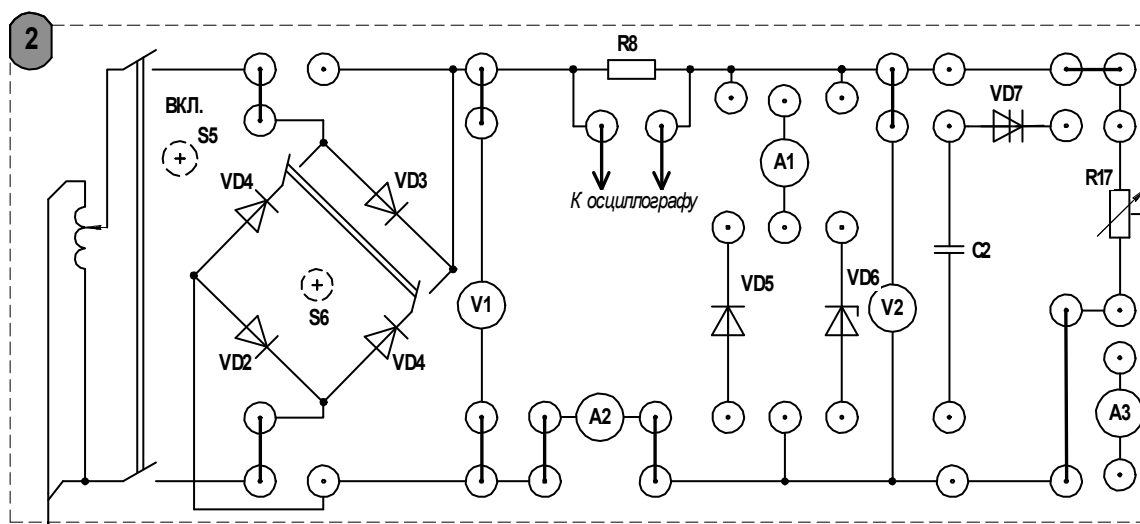 2
R8
ВКЛ.
S5
VD7
A1
VD4
VD3
R17
К осциллографу
C2
S6
V1
VD5
VD6
V2
VD2
VD4
A2
A3